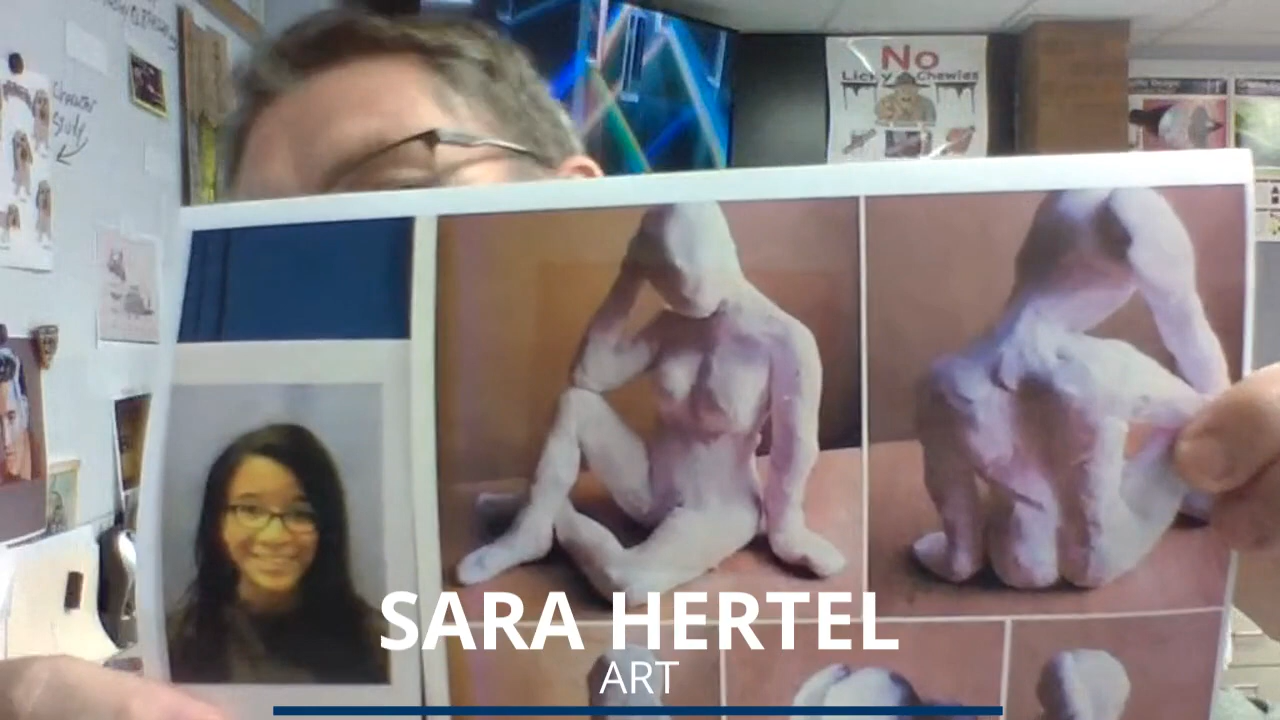 Character
Study
No
Licky Chewies
SARA HERTEL
ART